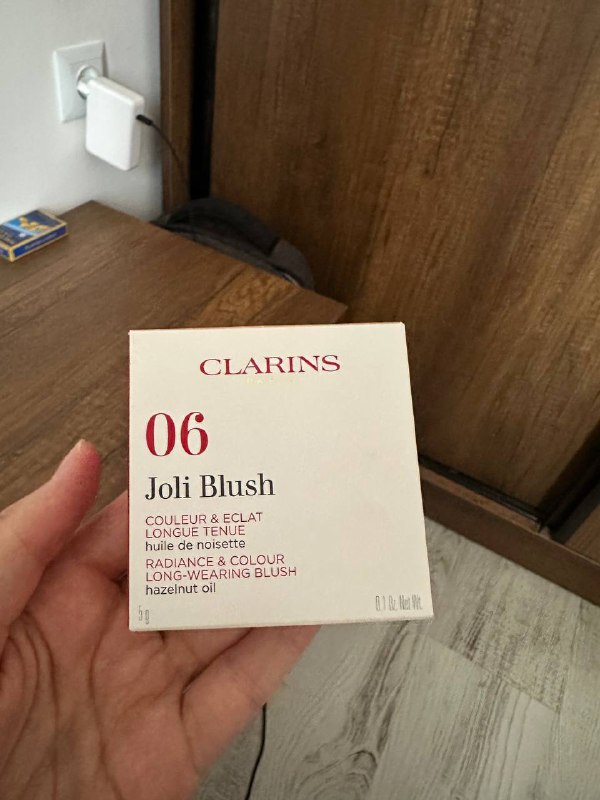 CLARINS
06
Joli Blush
COULEUR & ECLAT
LONGUE TENUE
huile de noisette
RADIANCE & COLOUR
LONG-WEARING BLUSH
hazelnut oil
0.1 Oz. Net Wt.